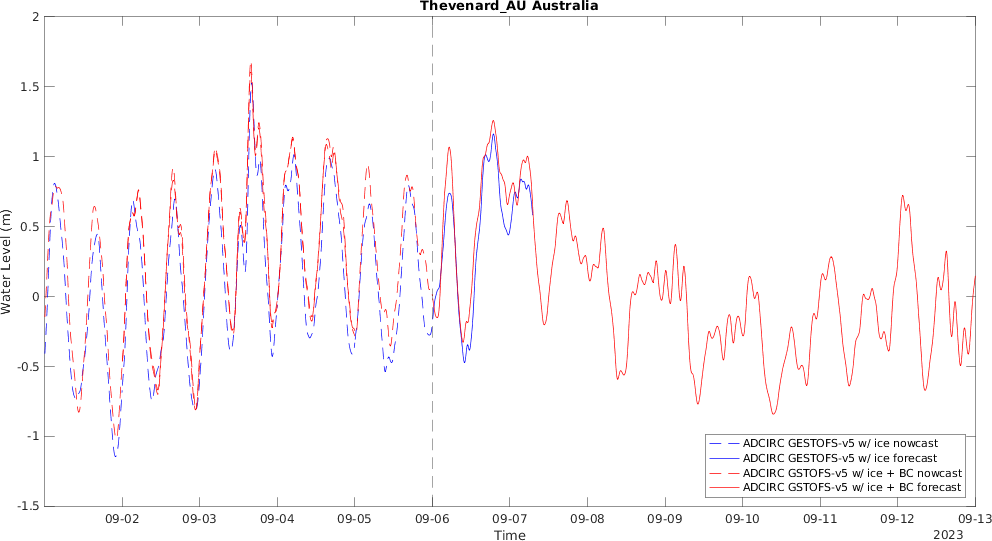 Thevenard_AU Australia
2
1.5
1
0.5
0
-0.5
-1
-1.5
Water Level (m)
ADCIRC GESTOFS-v5 w/ ice nowcast
ADCIRC GESTOFS-v5 w/ ice forecast
ADCIRC GSTOFS-v5 w/ ice + BC nowcast
ADCIRC GSTOFS-v5 w/ ice + BC forecast
09-02 09-03 09-04 09-05 09-06 09-07 09-08 09-09 09-10 09-11 09-12 09-13
Time
2023